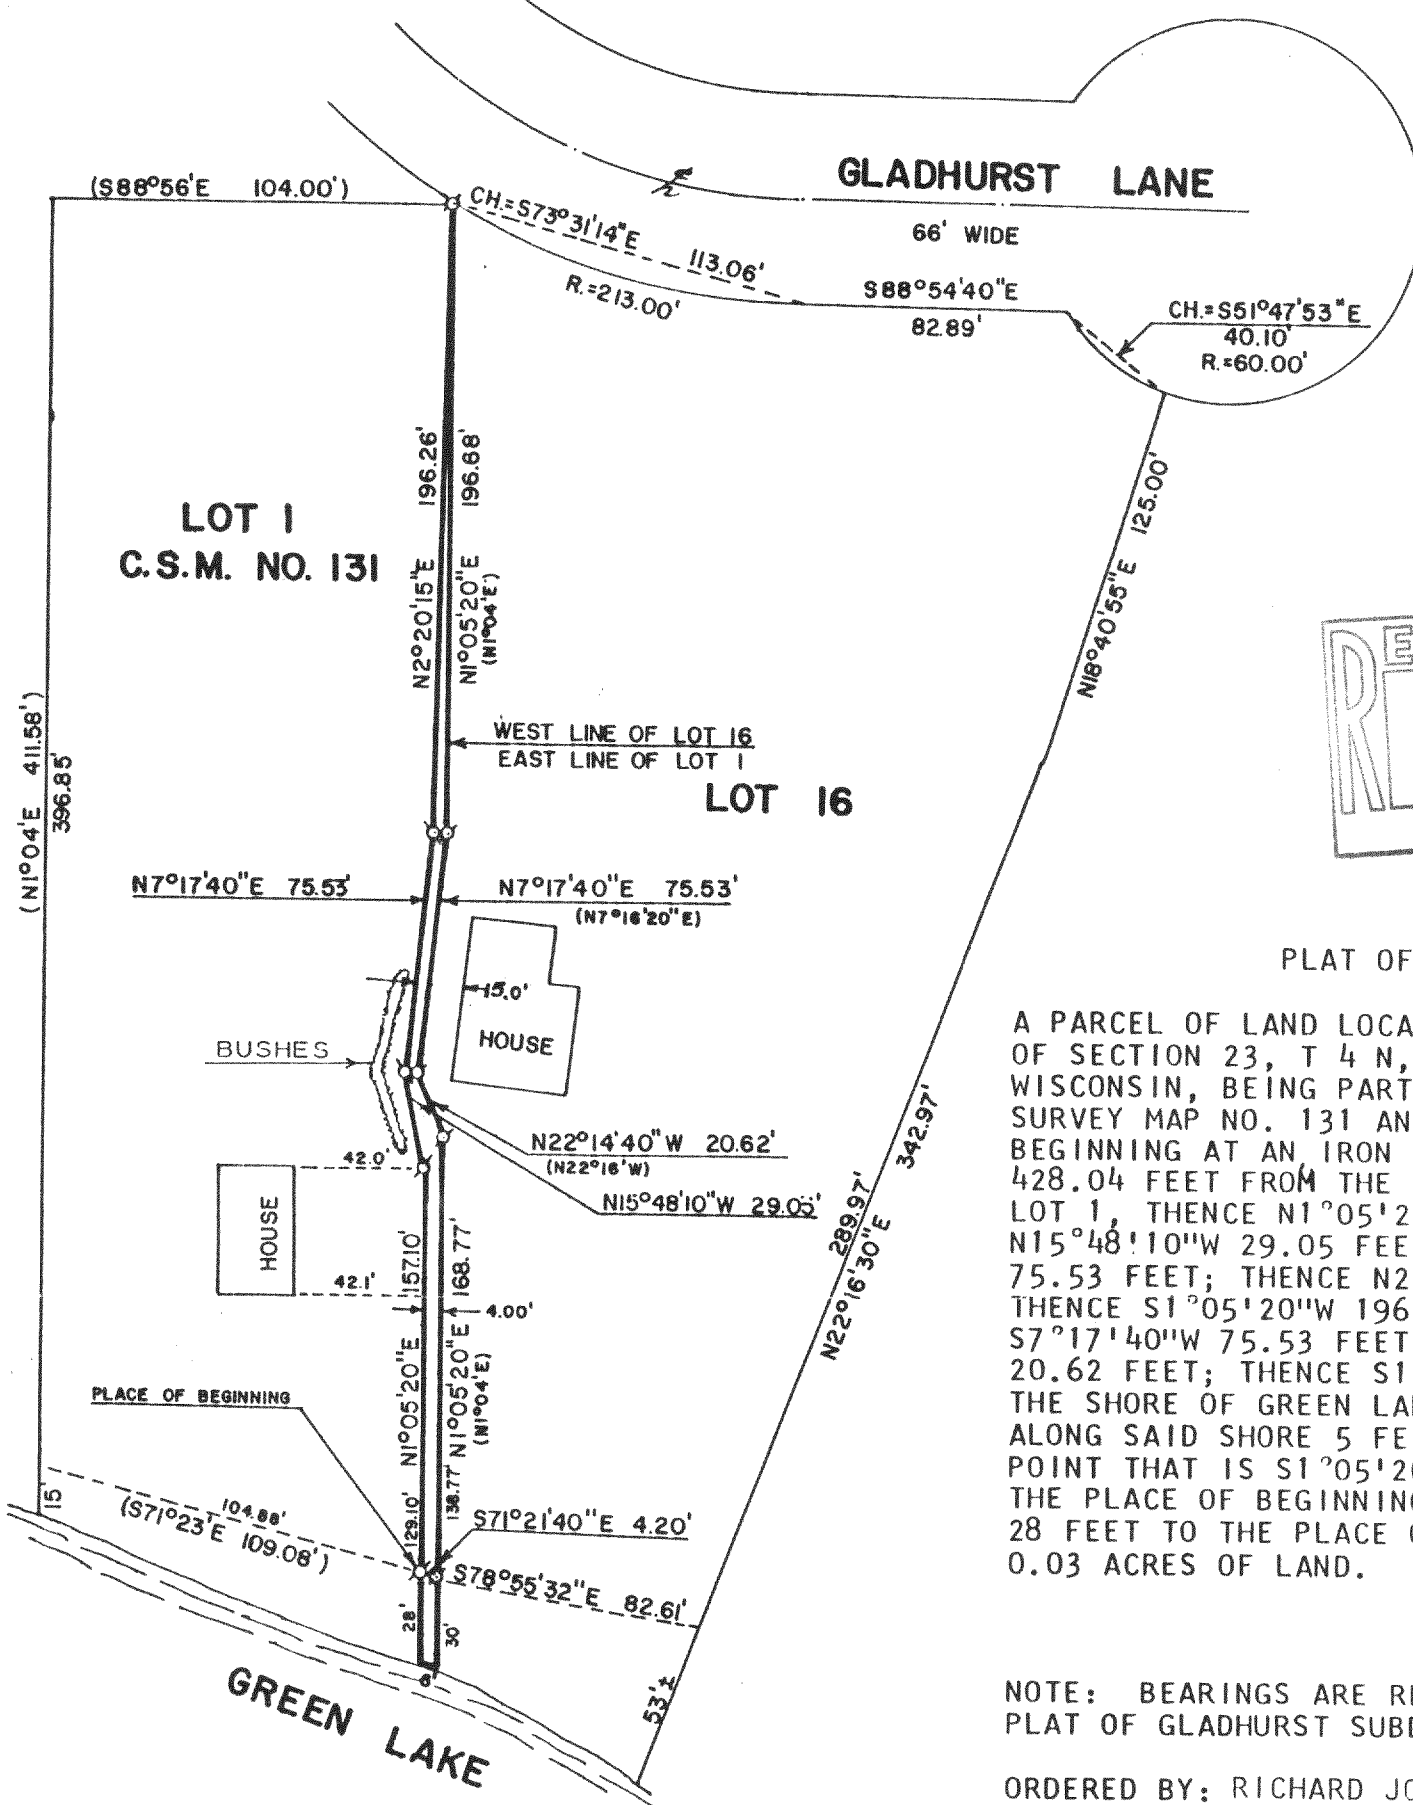 GLADHURST LANE
66' WIDE
(S88°56'E 104.00')
CH.=S73°31'14"E 113.06'
R.=213.00'
S88°54'40"E
82.89'
CH.=S51°47'53"E
40.10'
R.=60.00'
196.26'
196.68'
N2°20'15"E
N1°05'20"E
(N1°04'E)
LOT 1
C.S.M. NO. 131
N18°40'55"E 125.00'
(N1°04'E 411.58')
396.85'
WEST LINE OF LOT 16
EAST LINE OF LOT 1
LOT 16
N7°17'40"E 75.53'
N7°17'40"E 75.53'
(N7°16'20"E)
15.0'
HOUSE
BUSHES
N22°14'40"W 20.62'
(N22°16'W)
N15°48'10"W 29.05'
42.0'
HOUSE
42.1'
157.10'
168.77'
4.00'
N1°05'20"E
N1°05'20"E
(N1°04'E)
289.97'
342.97'
N22°16'30"E
PLACE OF BEGINNING
129.10'
138.77'
15'
104.88'
(S71°23'E 109.08')
S71°21'40"E 4.20'
S78°55'32"E 82.61'
28'
30'
53'±
GREEN LAKE
PLAT OF
A PARCEL OF LAND LOCA
OF SECTION 23, T 4 N,
WISCONSIN, BEING PART
SURVEY MAP NO. 131 AN
BEGINNING AT AN IRON
428.04 FEET FROM THE
LOT 1, THENCE N1°05'2
N15°48'10"W 29.05 FEE
75.53 FEET; THENCE N2
THENCE S1°05'20"W 196
S7°17'40"W 75.53 FEET
20.62 FEET; THENCE S1
THE SHORE OF GREEN LA
ALONG SAID SHORE 5 FE
POINT THAT IS S1°05'2
THE PLACE OF BEGINNIN
28 FEET TO THE PLACE
0.03 ACRES OF LAND.
NOTE: BEARINGS ARE R
PLAT OF GLADHURST SUB
ORDERED BY: RICHARD JO